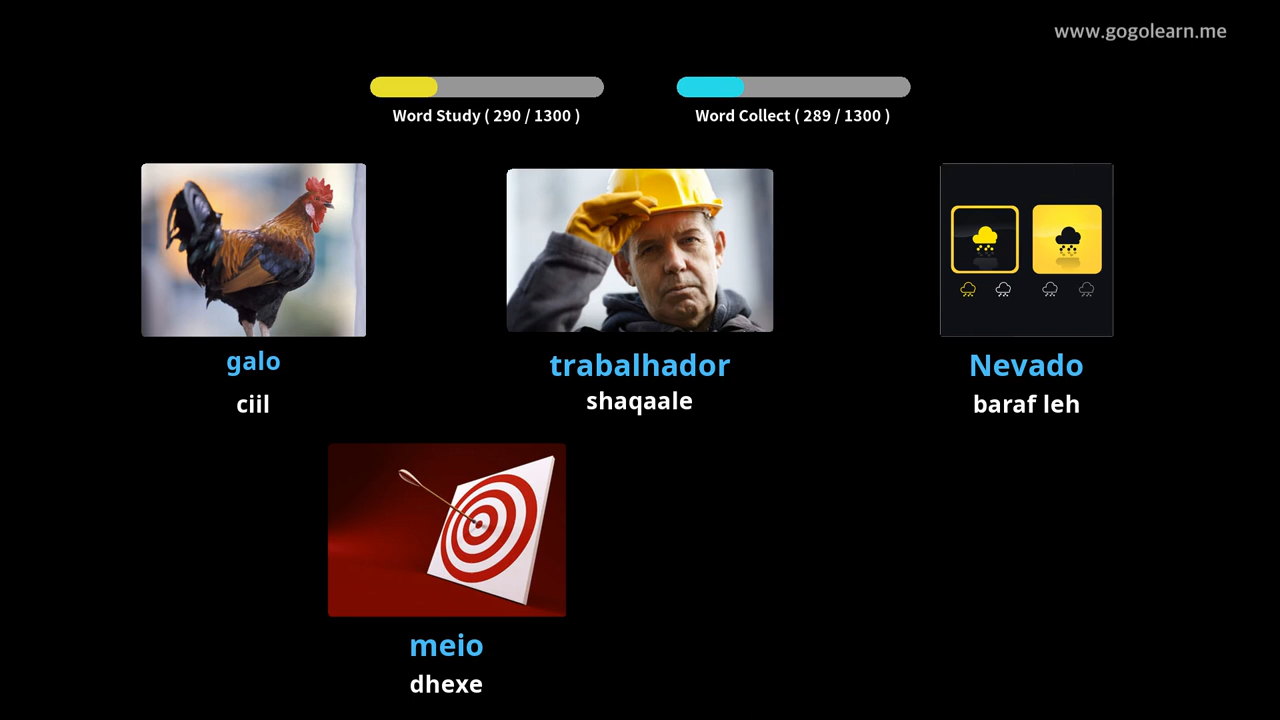 www.gogolearn.me
Word Study ( 290 / 1300 )
Word Collect ( 289 / 1300 )
galo
ciil
trabalhador
shaqaale
Nevado
baraf leh
meio
dhexe